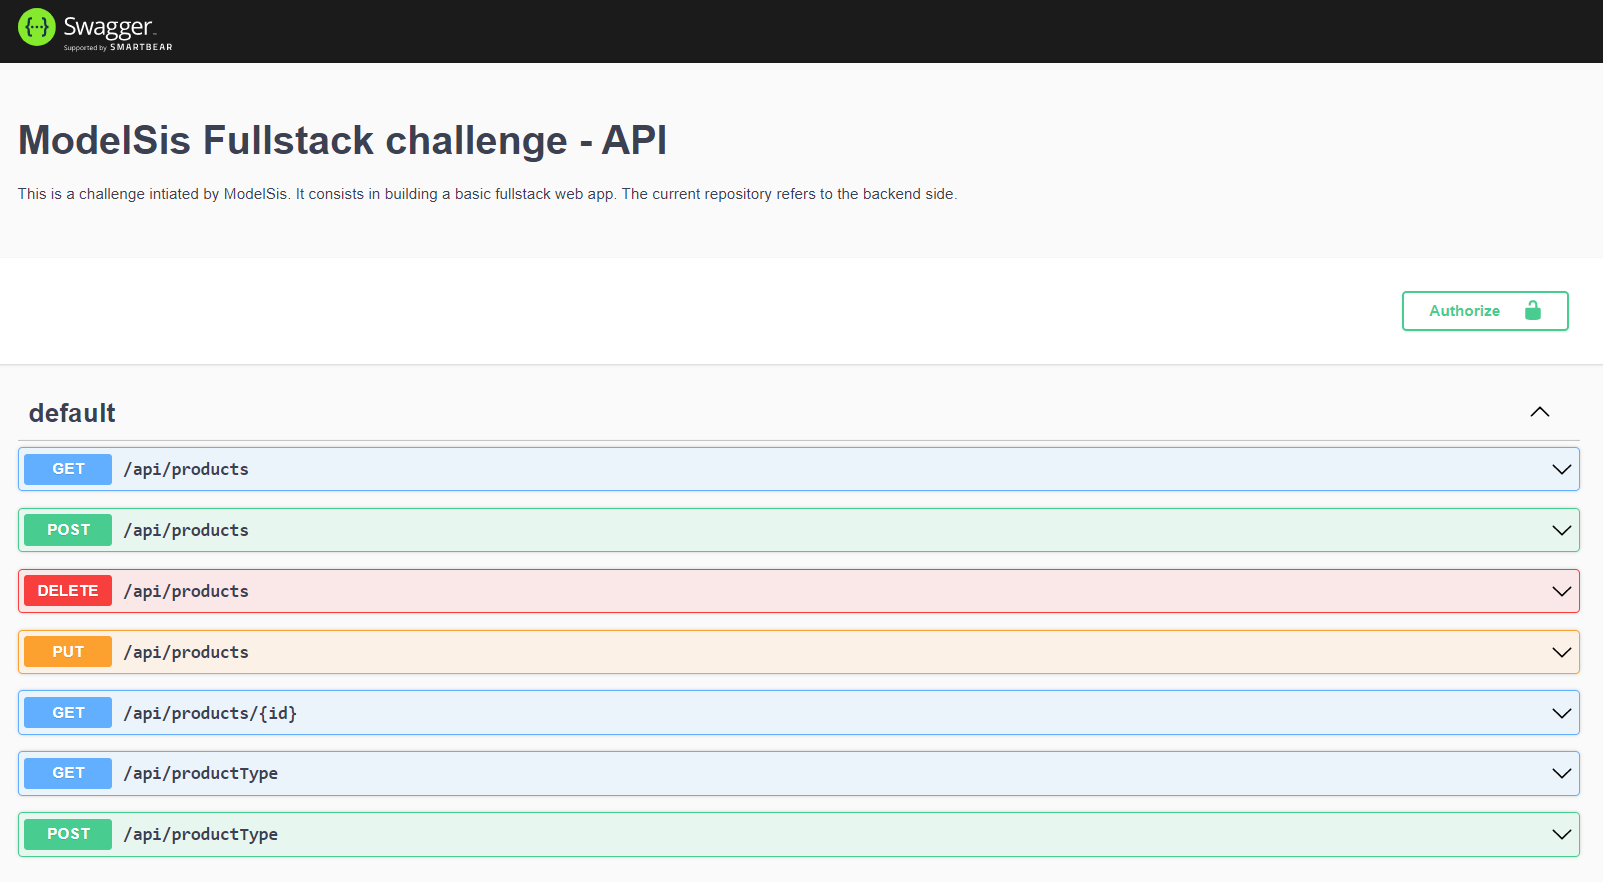 Swagger
Supported by SMARTBEAR
ModelSis Fullstack challenge - API
This is a challenge intiated by ModelSis. It consists in building a basic fullstack web app. The current repository refers to the backend side.
Authorize
default
GET /api/products
POST /api/products
DELETE /api/products
PUT /api/products
GET /api/products/{id}
GET /api/productType
POST /api/productType